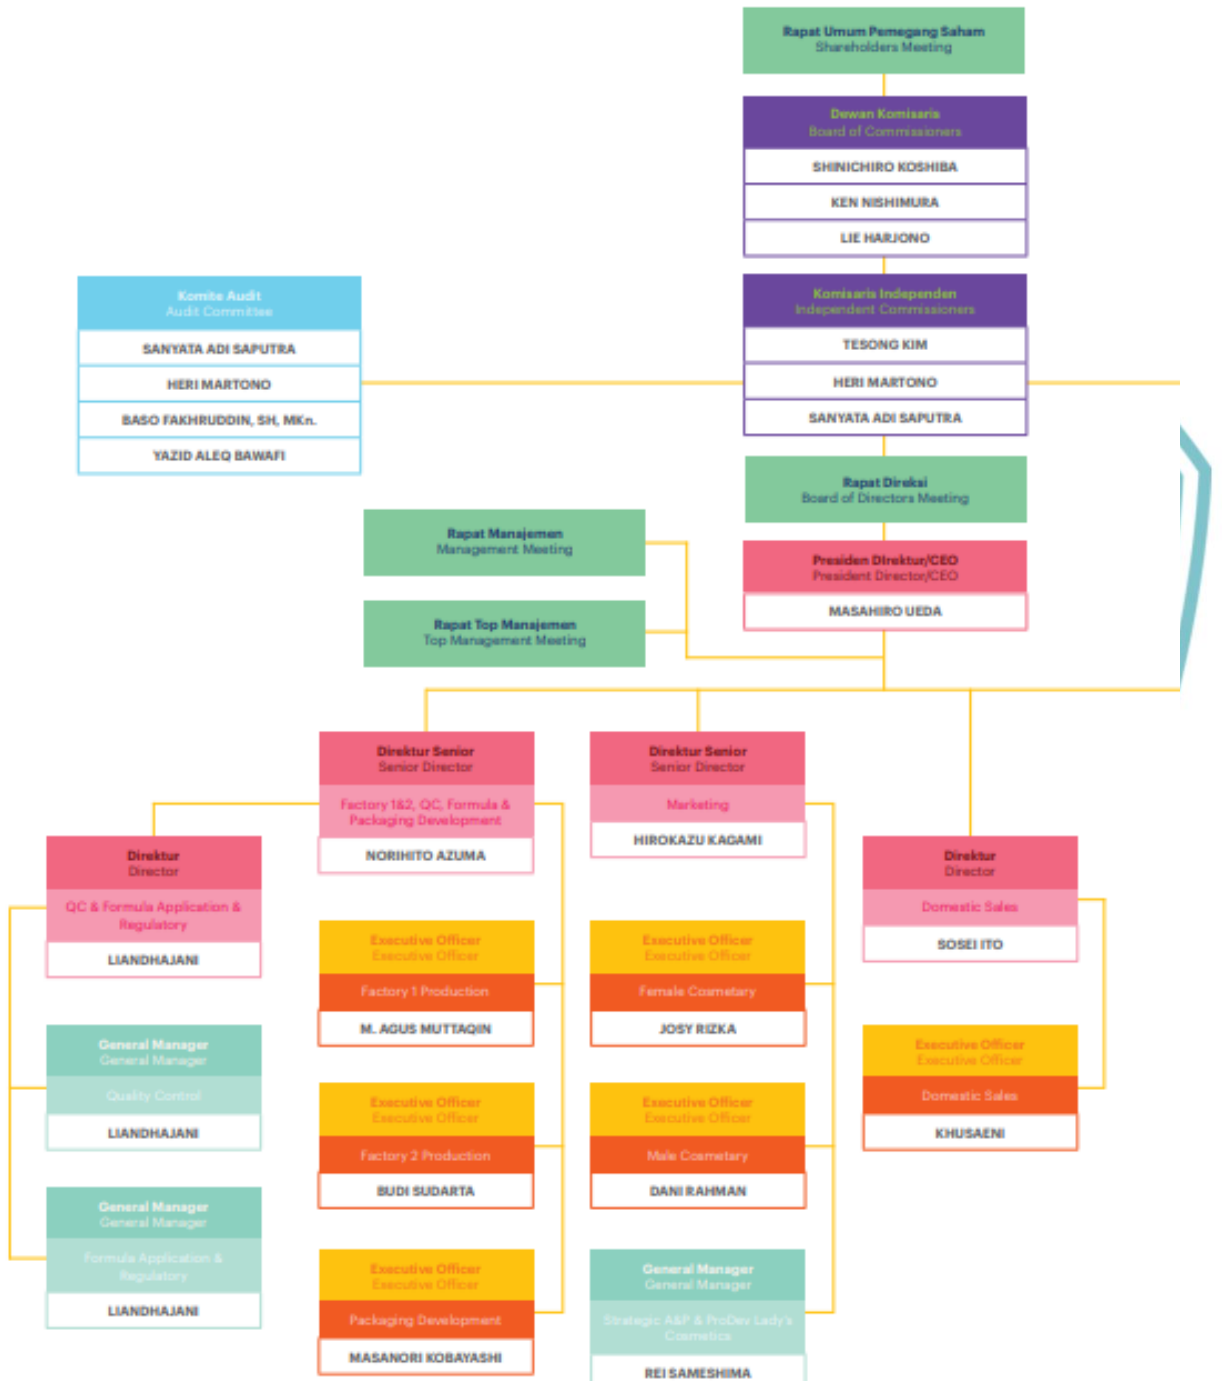 Rapat Umum Pemegang Saham
Shareholders Meeting
Dewan Komisaris
Board of Commissioners
SHINICHIRO KOSHIBA
KEN NISHIMURA
LIE HARJONO
Komite Audit
Audit Committee
SANYATA ADI SAPUTRA
HERI MARTONO
BASO FAKHRUDDIN, SH, MKn.
YAZID ALEQ BAWAFI
Komisaris Independen
Independent Commissioners
TESONG KIM
HERI MARTONO
SANYATA ADI SAPUTRA
Rapat Direksi
Board of Directors Meeting
Rapat Manajemen
Management Meeting
Presiden DIrektur/CEO
President Director/CEO
MASAHIRO UEDA
Rapat Top Manajemen
Top Management Meeting
Direktur Senior
Senior Director
Factory 1&2, QC, Formula &
Packaging Development
NORIHITO AZUMA
Direktur Senior
Senior Director
Marketing
HIROKAZU KAGAMI
Direktur
Director
QC & Formula Application &
Regulatory
LIANDHAJANI
Direktur
Director
Domestic Sales
SOSEI ITO
Executive Officer
Executive Officer
Factory 1 Production
M. AGUS MUTTAQIN
Executive Officer
Executive Officer
Female Cosmetary
JOSY RIZKA
General Manager
General Manager
Quality Control
LIANDHAJANI
Executive Officer
Executive Officer
Domestic Sales
KHUSAENI
Executive Officer
Executive Officer
Factory 2 Production
BUDI SUDARTA
Executive Officer
Executive Officer
Male Cosmetary
DANI RAHMAN
General Manager
General Manager
Formula Application &
Regulatory
LIANDHAJANI
Executive Officer
Executive Officer
Packaging Development
MASANORI KOBAYASHI
General Manager
General Manager
Strategic A&P & ProDev Lady's
Cosmetics
REI SAMESHIMA